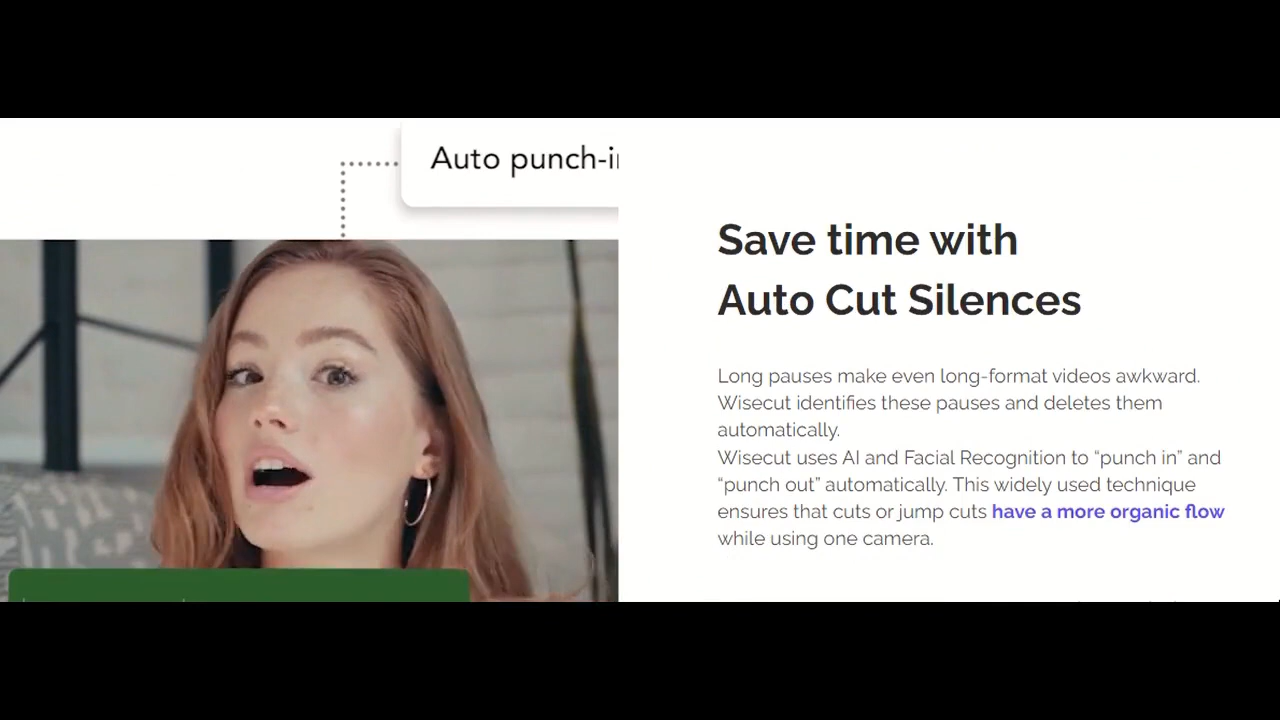 Auto punch-i
Save time with
Auto Cut Silences
Long pauses make even long-format videos awkward.
Wisecut identifies these pauses and deletes them
automatically.
Wisecut uses AI and Facial Recognition to “punch in” and
“punch out” automatically. This widely used technique
ensures that cuts or jump cuts have a more organic flow
while using one camera.